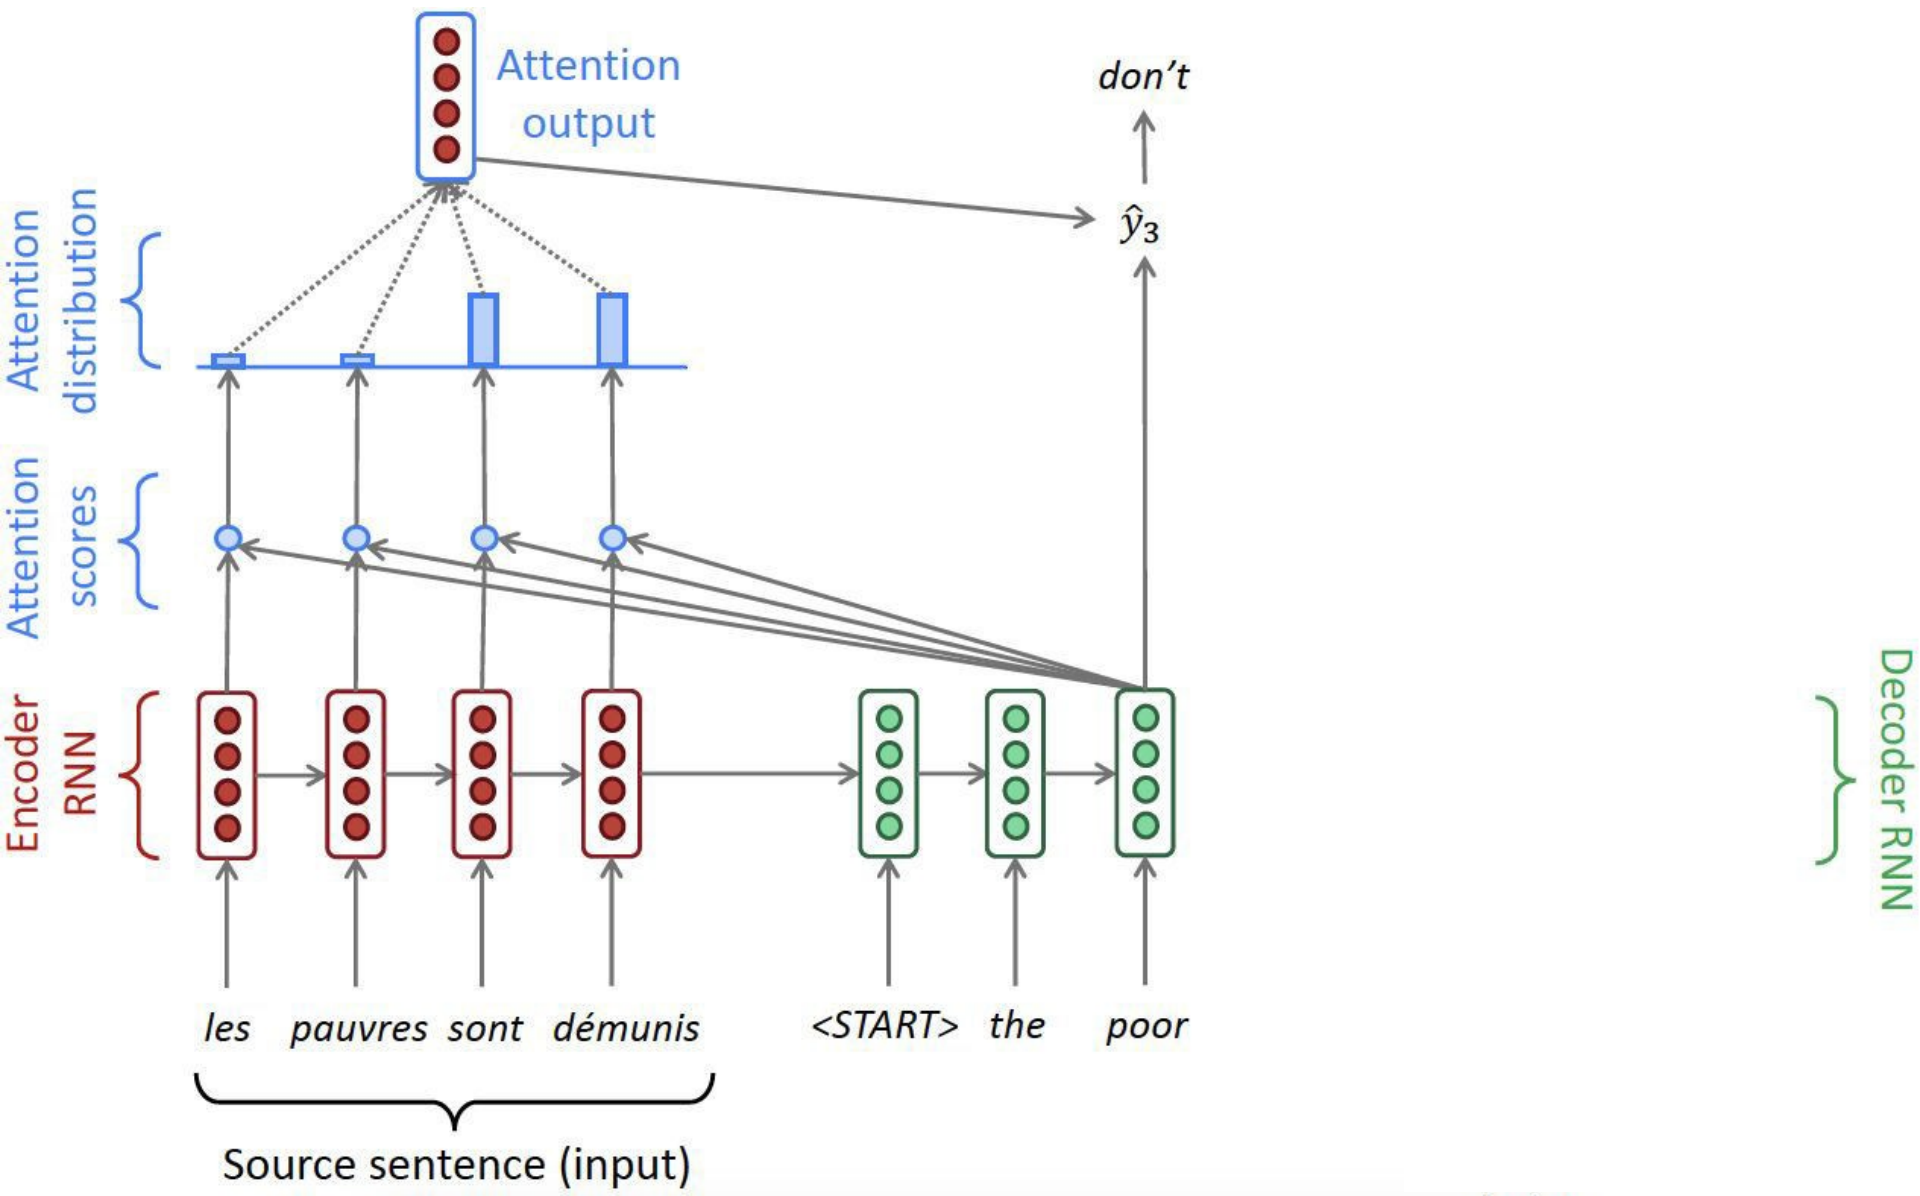 Attention
output
don't
ŷ3
Attention
distribution
Attention
scores
Encoder
RNN
Decoder RNN
les pauvres sont démunis <START> the poor
Source sentence (input)